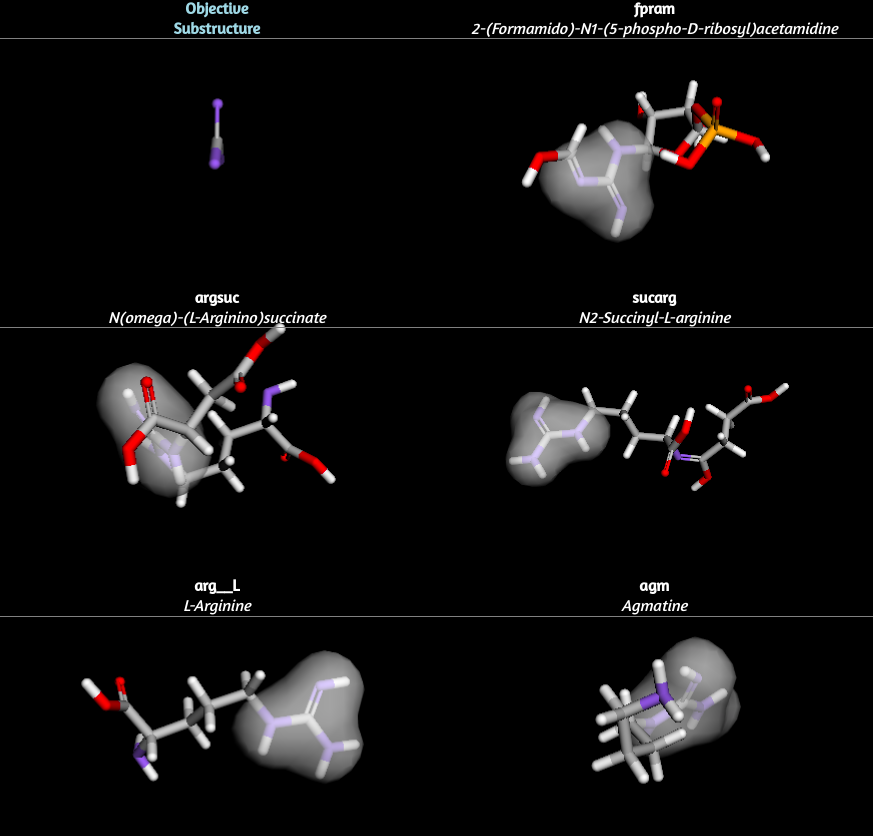 Objective
Substructure
fpram
2-(Formamido)-N1-(5-phospho-D-ribosyl)acetamidine
argsuc
N(omega)-(L-Arginino)succinate
sucarg
N2-Succinyl-L-arginine
arg__L
L-Arginine
agm
Agmatine